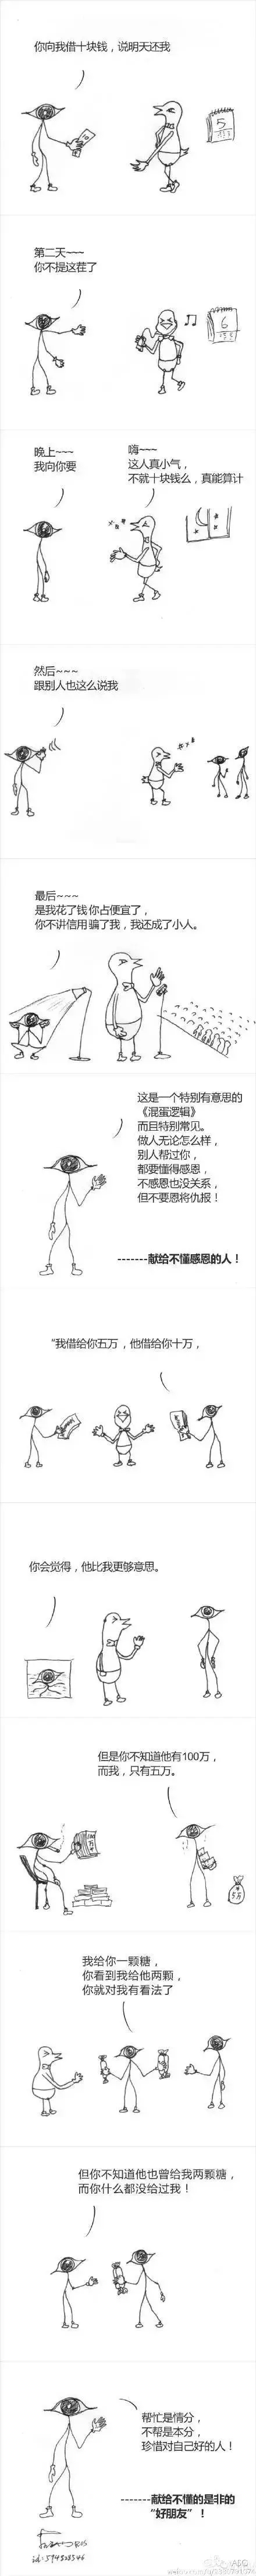 你向我借十块钱，说明天还我
5
第二天~~~
你不提这茬了
6
晚上~~~
我向你要
嗨~~~
这人真小气，
不就十块钱么，真能算计
然后~~~
跟别人也这么说我
最后~~~
是我花了钱你占便宜了，
你不讲信用骗了我，我还成了小人。
这是一个特别有意思的
《混蛋逻辑》
而且特别常见。
做人无论怎么样，
别人帮过你，
都要懂得感恩，
不感恩也没关系，
但不要恩将仇报！
-------献给不懂感恩的人！
“我借给你五万，他借给你十万，
你会觉得，他比我更够意思。
但是你不知道他有100万，
而我，只有五万。
100万
5万
我给你一颗糖，
你看到我给他两颗，
你就对我有看法了
但你不知道他也曾给我两颗糖，
而你什么都没给过我！
帮忙是情分，
不帮是本分，
珍惜对自己好的人！
-------献给不懂的是非的
“好朋友”！